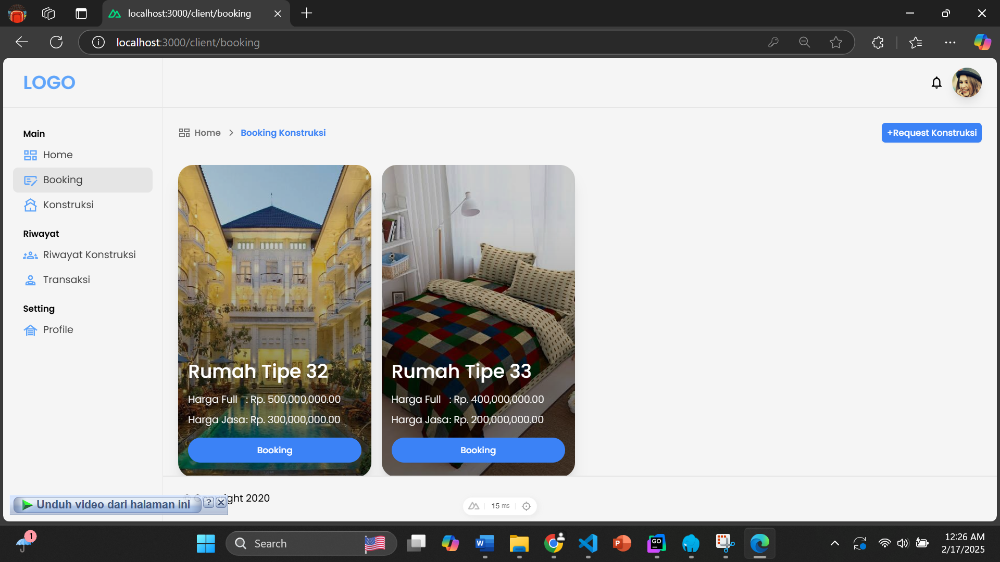 localhost:3000/client/booking
localhost:3000/client/booking
LOGO
Main
Home
Booking
Konstruksi
Riwayat
Riwayat Konstruksi
Transaksi
Setting
Profile
Home > Booking Konstruksi
+Request Konstruksi
Rumah Tipe 32
Harga Full : Rp. 500,000,000.00
Harga Jasa: Rp. 300,000,000.00
Booking
Rumah Tipe 33
Harga Full : Rp. 400,000,000.00
Harga Jasa: Rp. 200,000,000.00
Booking
© Copyright 2020
Unduh video dari halaman ini ?
15 ms
1
Search
W
P
GO
12:26 AM
2/17/2025